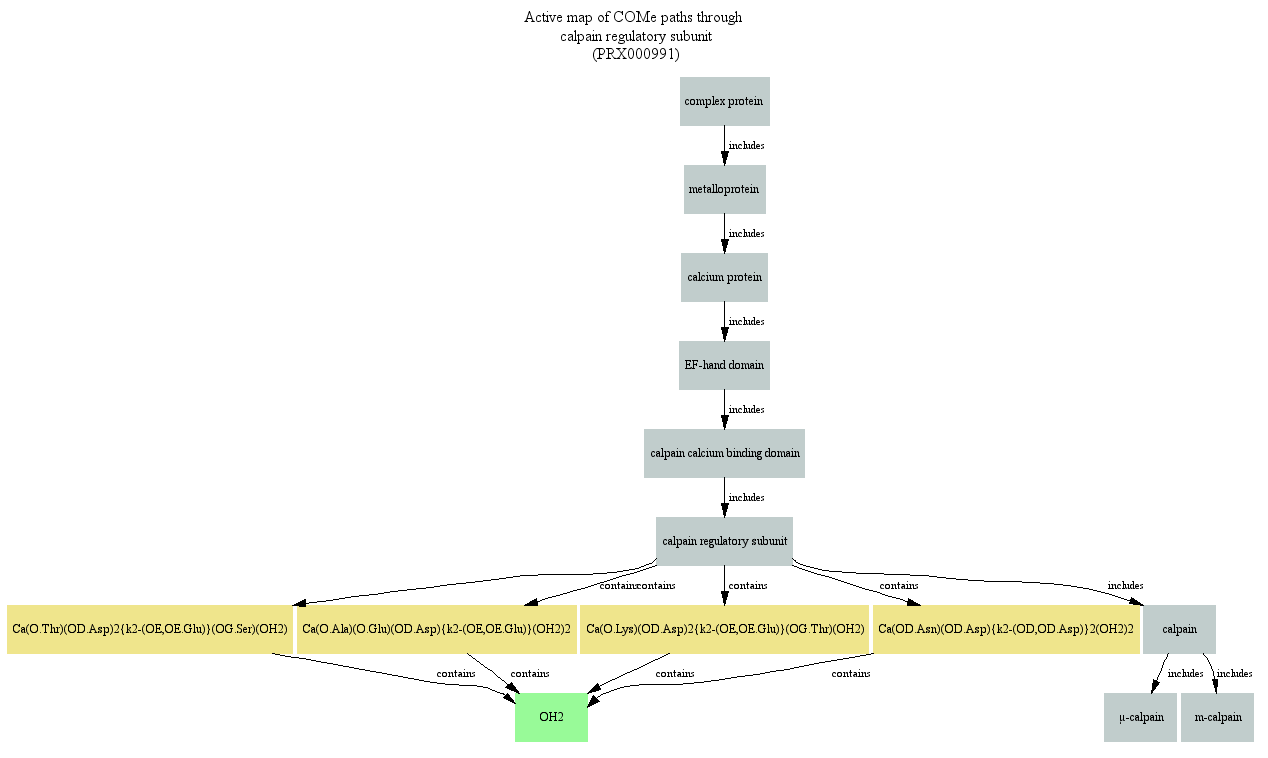 Active map of COMe paths through
calpain regulatory subunit
(PRX000991)
complex protein
includes
metalloprotein
includes
calcium protein
includes
EF-hand domain
includes
calpain calcium binding domain
includes
calpain regulatory subunit
contains contains contains contains includes
Ca(O.Thr)(OD.Asp)2{k2-(OE,OE.Glu)}(OG.Ser)(OH2) Ca(O.Ala)(O.Glu)(OD.Asp){k2-(OE,OE.Glu)}(OH2)2 Ca(O.Lys)(OD.Asp)2{k2-(OE,OE.Glu)}(OG.Thr)(OH2) Ca(OD.Asn)(OD.Asp){k2-(OD,OD.Asp)}2(OH2)2 calpain
contains contains contains contains includes includes
OH2 µ-calpain m-calpain